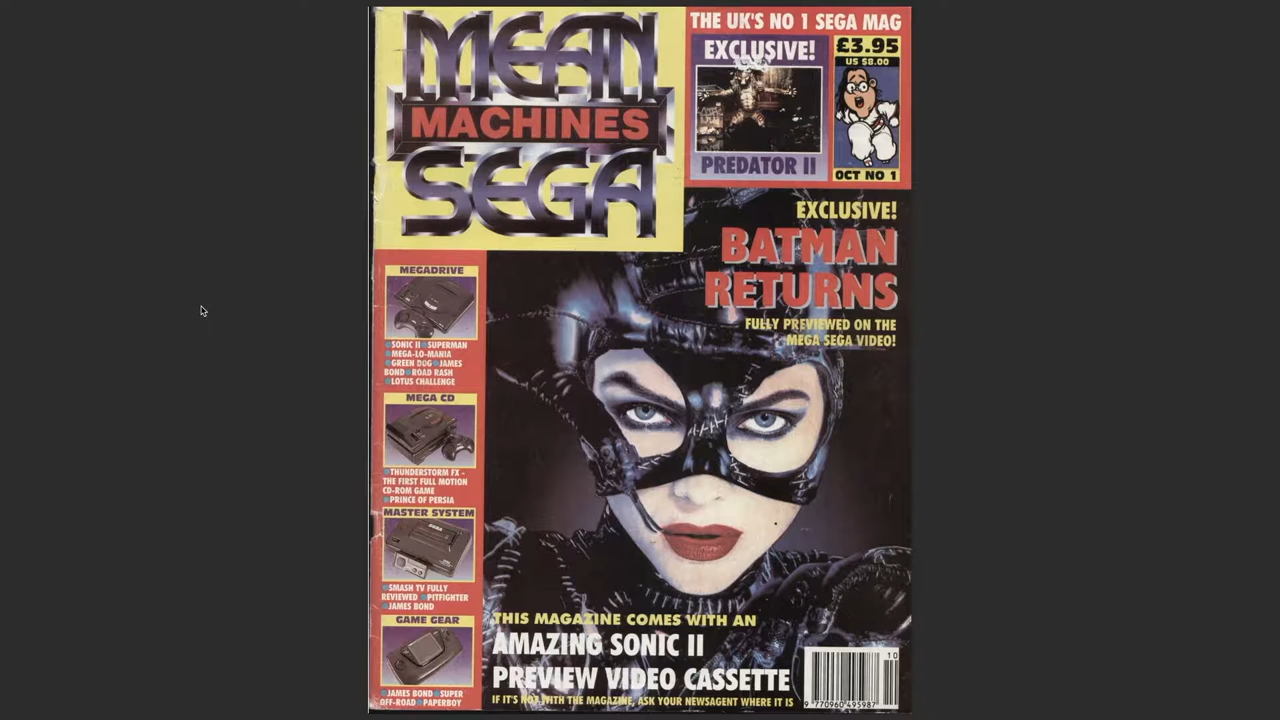 MEAN
MACHINES
SEGA
THE UK'S NO 1 SEGA MAG
EXCLUSIVE!
PREDATOR II
£3.95
US $8.00
OCT NO 1
EXCLUSIVE!
BATMAN
RETURNS
FULLY PREVIEWED ON THE
MEGA SEGA VIDEO!
MEGADRIVE
SONIC II SUPERMAN
MEGA-LO-MANIA
GREEN DOG JAMES
BOND ROAD RASH
LOTUS CHALLENGE
MEGA CD
THUNDERSTORM FX -
THE FIRST FULL MOTION
CD-ROM GAME
PRINCE OF PERSIA
MASTER SYSTEM
SEGA
SMASH TV FULLY
REVIEWED PITFIGHTER
JAMES BOND
GAME GEAR
JAMES BOND SUPER
OFF-ROAD PAPERBOY
THIS MAGAZINE COMES WITH AN
AMAZING SONIC II
PREVIEW VIDEO CASSETTE
IF IT'S NOT WITH THE MAGAZINE, ASK YOUR NEWSAGENT WHERE IT IS
10
9 770960 495987